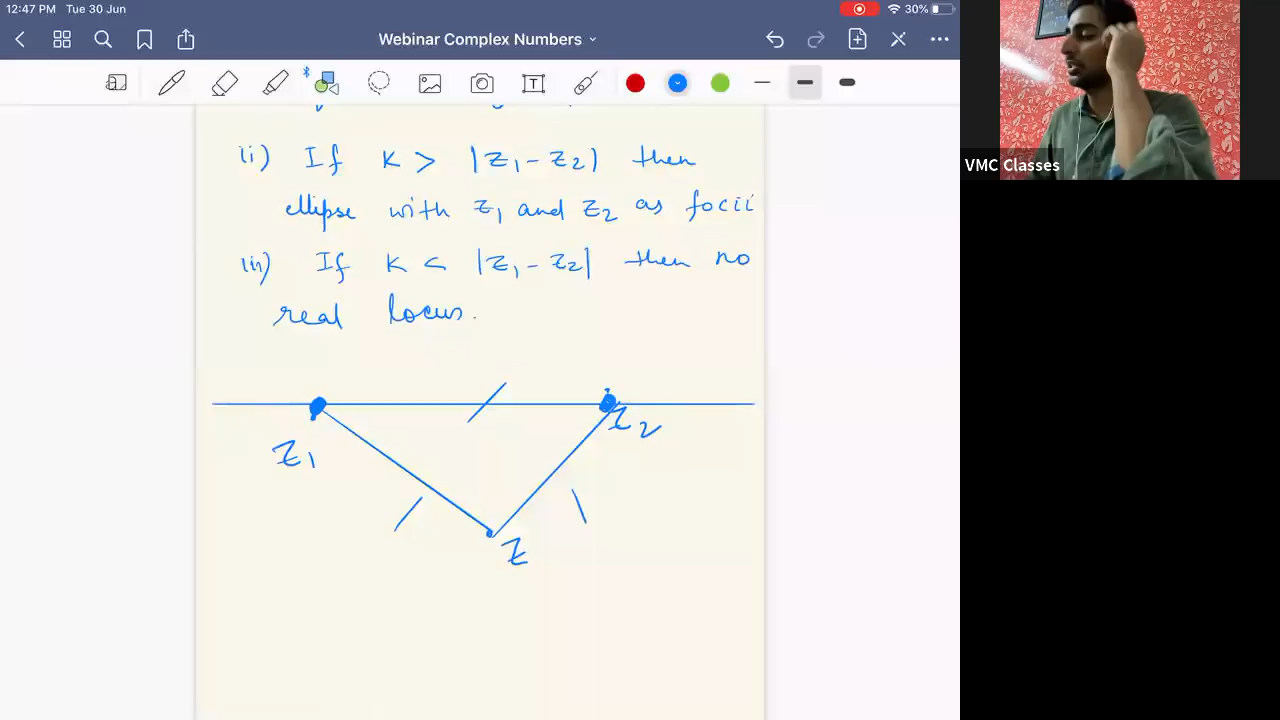 12:47 PM Tue 30 Jun
30%
Webinar Complex Numbers
T
VMC Classes
(ii) If K > |Z1 - Z2| then
ellipse with Z1 and Z2 as focii
(iii) If K < |Z1 - Z2| then no
real locus.
Z1
Z2
Z